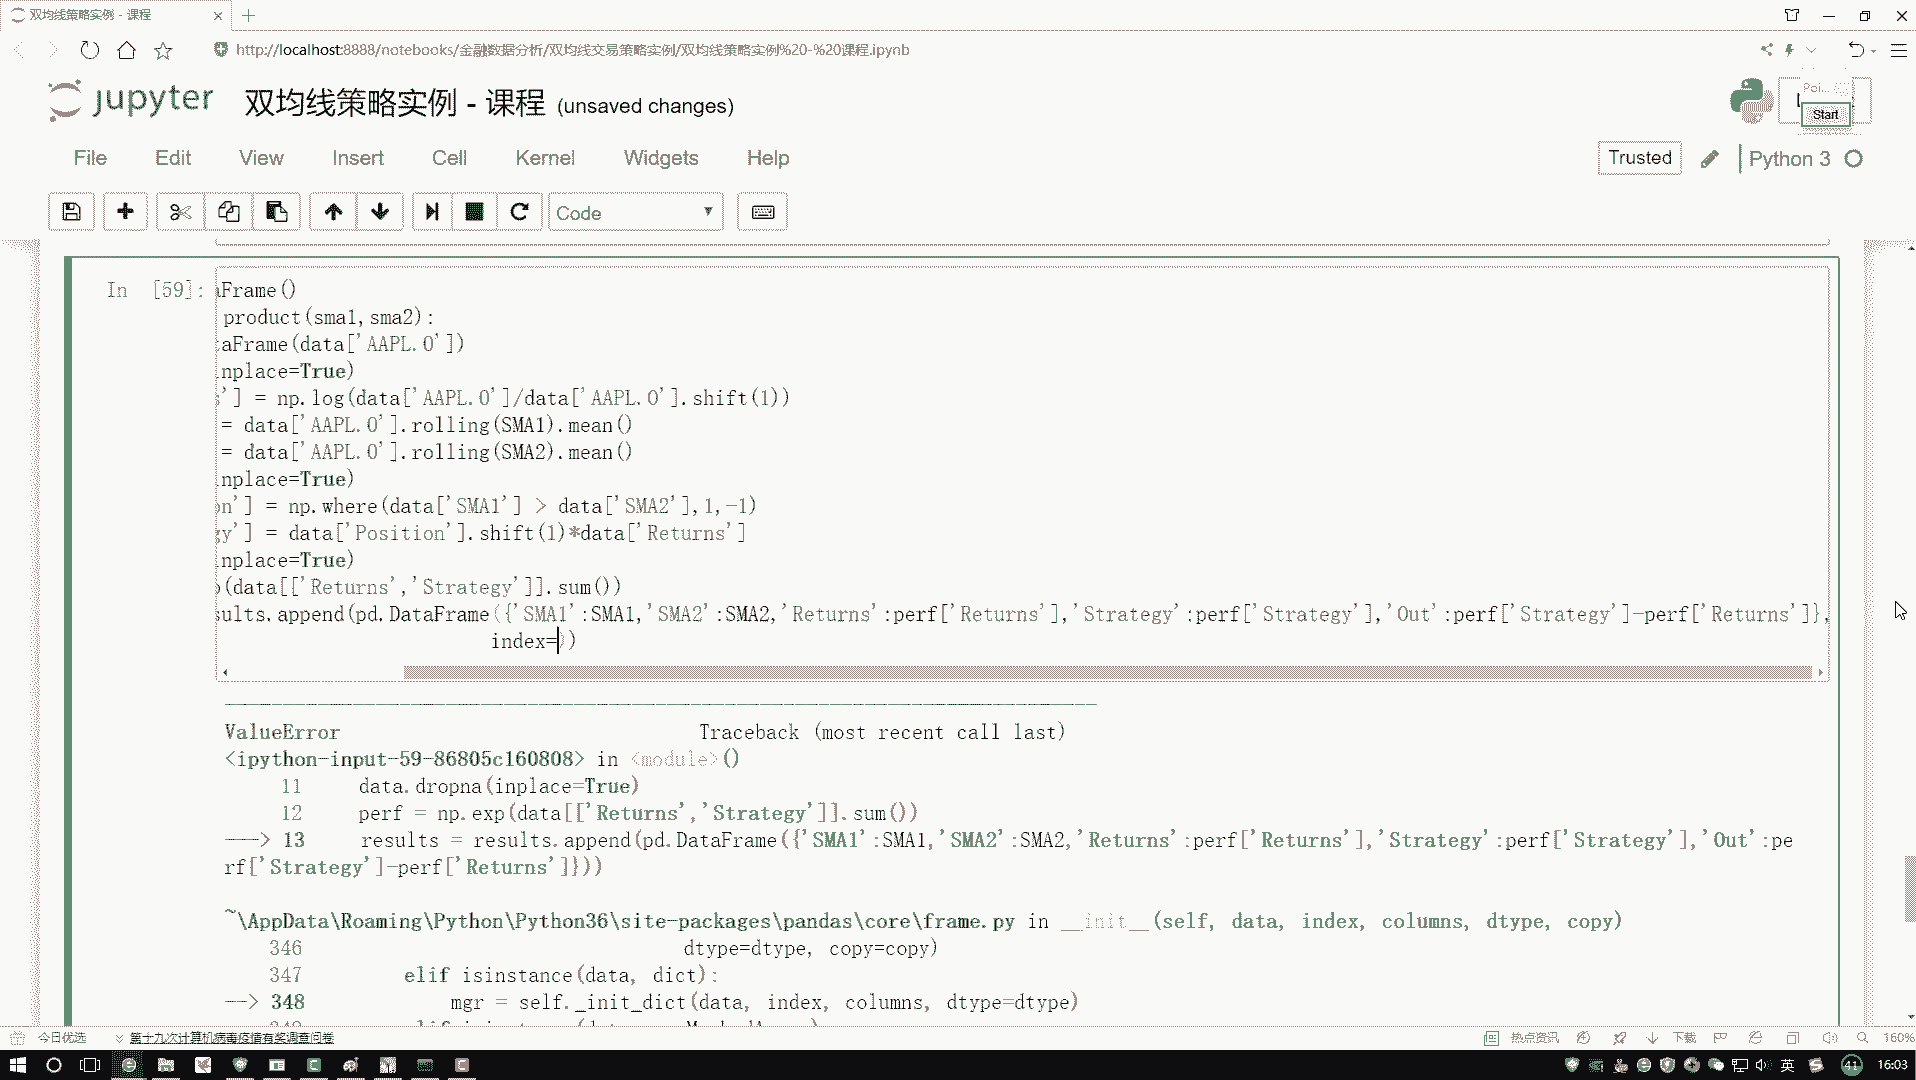 双均线策略实例 - 课程
http://localhost:8888/notebooks/金融数据分析/双均线交易策略实例/双均线策略实例%20-%20课程.ipynb
jupyter 双均线策略实例 - 课程 (unsaved changes)
Poi...
Start
File Edit View Insert Cell Kernel Widgets Help
Trusted Python 3
Code
In [59]:
aFrame()
product(sma1,sma2):
taFrame(data['AAPL.O'])
inplace=True)
s'] = np.log(data['AAPL.O']/data['AAPL.O'].shift(1))
= data['AAPL.O'].rolling(SMA1).mean()
= data['AAPL.O'].rolling(SMA2).mean()
inplace=True)
on'] = np.where(data['SMA1'] > data['SMA2'],1,-1)
gy'] = data['Position'].shift(1)*data['Returns']
inplace=True)
p(data[['Returns','Strategy']].sum())
sults.append(pd.DataFrame({'SMA1':SMA1,'SMA2':SMA2,'Returns':perf['Returns'],'Strategy':perf['Strategy'],'Out':perf['Strategy']-perf['Returns']},
index=))
ValueError Traceback (most recent call last)
<ipython-input-59-86805c160808> in <module>()
11 data.dropna(inplace=True)
12 perf = np.exp(data[['Returns','Strategy']].sum())
---> 13 results = results.append(pd.DataFrame({'SMA1':SMA1,'SMA2':SMA2,'Returns':perf['Returns'],'Strategy':perf['Strategy'],'Out':pe
rf['Strategy']-perf['Returns']}))
~\AppData\Roaming\Python\Python36\site-packages\pandas\core\frame.py in __init__(self, data, index, columns, dtype, copy)
346 dtype=dtype, copy=copy)
347 elif isinstance(data, dict):
--> 348 mgr = self._init_dict(data, index, columns, dtype=dtype)
今日优选 第十九次计算机病毒疫情有奖调查问卷
热点资讯 下载 160%
英 41 16:03